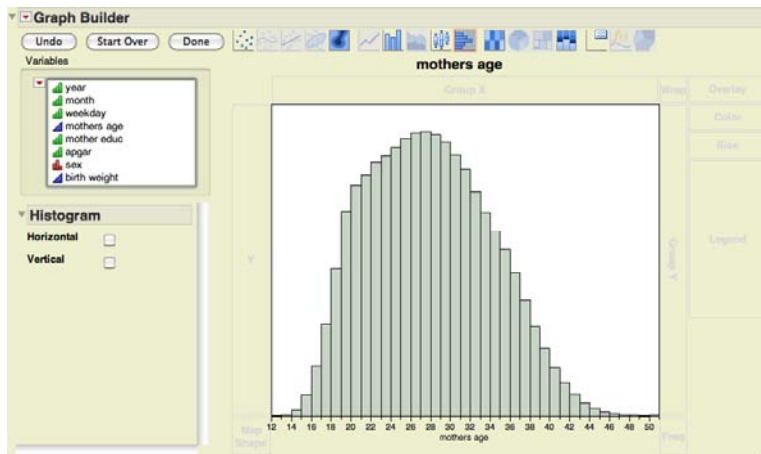 Graph Builder
Undo Start Over Done
Variables
year
month
weekday
mothers age
mother educ
apgar
sex
birth weight
Histogram
Horizontal
Vertical
mothers age
Group X
Wrap
Overlay
Color
Size
Legend
Y
Group Y
Map
Shape
Freq
12 14 16 18 20 22 24 26 28 30 32 34 36 38 40 42 44 46 48 50
mothers age